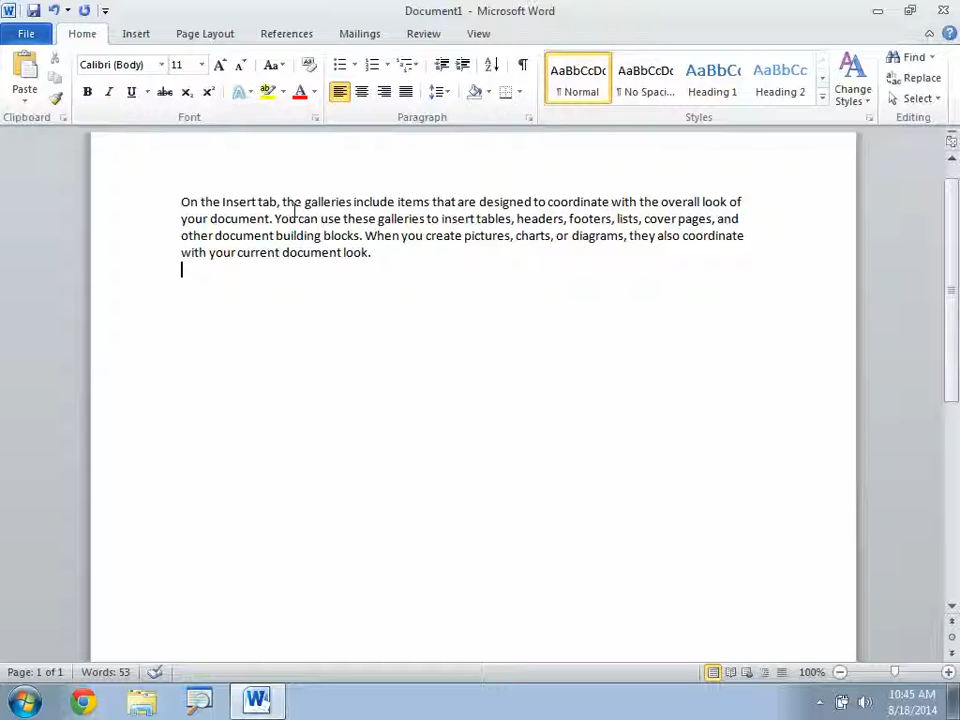 Document1 - Microsoft Word
File Home Insert Page Layout References Mailings Review View
Paste
Clipboard
Calibri (Body) 11 Aa
B I U abc X₂ X² A A
Font
Paragraph
AaBbCcDc AaBbCcDc AaBbCc AaBbCc
¶ Normal ¶ No Spaci... Heading 1 Heading 2
Change Styles
Styles
Find
Replace
Select
Editing
On the Insert tab, the galleries include items that are designed to coordinate with the overall look of
your document. You can use these galleries to insert tables, headers, footers, lists, cover pages, and
other document building blocks. When you create pictures, charts, or diagrams, they also coordinate
with your current document look.
Page: 1 of 1 Words: 53 100%
10:45 AM
8/18/2014